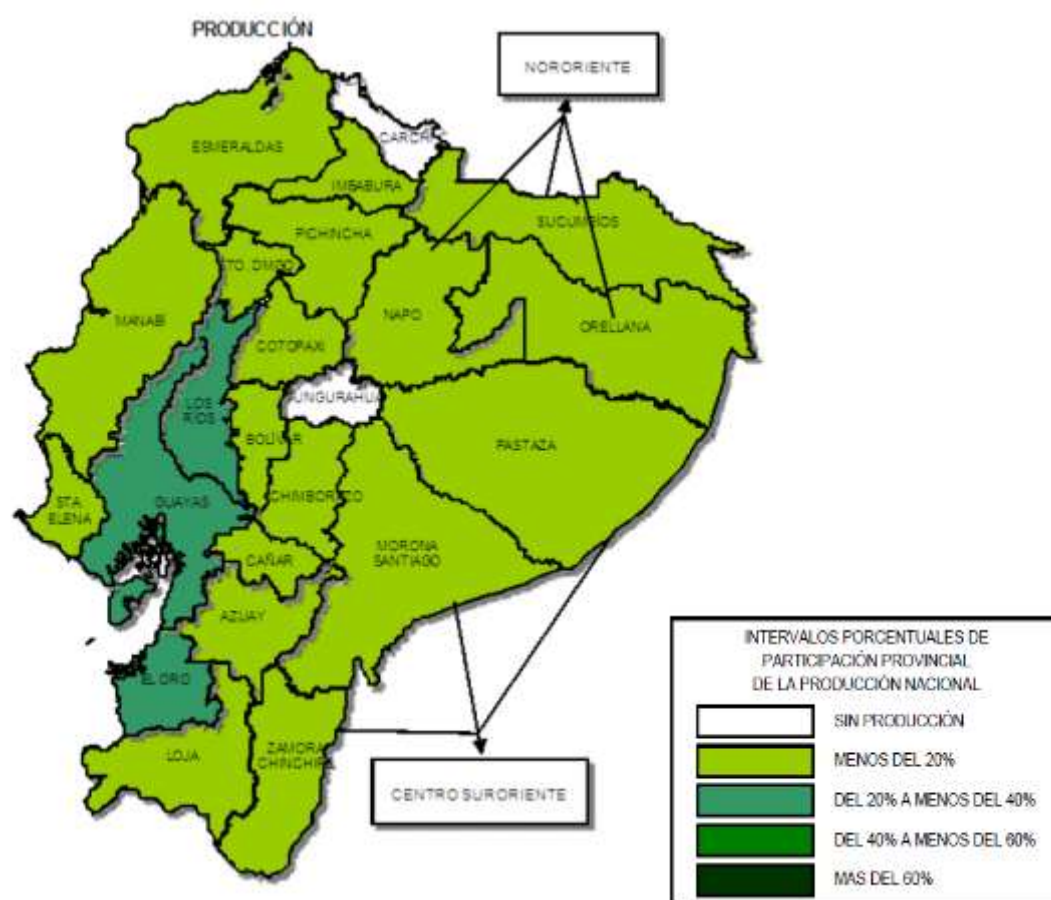 PRODUCCIÓN
NORORIENTE
CARCHI
ESMERALDAS
IMBABURA
SUCUMBÍOS
PICHINCHA
STO. DMGO
NAPO
MANABÍ
ORELLANA
COTOPAXI
LOS
RÍOS
TUNGURAHUA
BOLÍVAR
PASTAZA
STA.
ELENA
GUAYAS
CHIMBORAZO
MORONA
SANTIAGO
CAÑAR
AZUAY
EL ORO
LOJA
ZAMORA
CHINCHIPE
CENTRO SURORIENTE
INTERVALOS PORCENTUALES DE
PARTICIPACIÓN PROVINCIAL
DE LA PRODUCCIÓN NACIONAL
SIN PRODUCCIÓN
MENOS DEL 20%
DEL 20% A MENOS DEL 40%
DEL 40% A MENOS DEL 60%
MAS DEL 60%